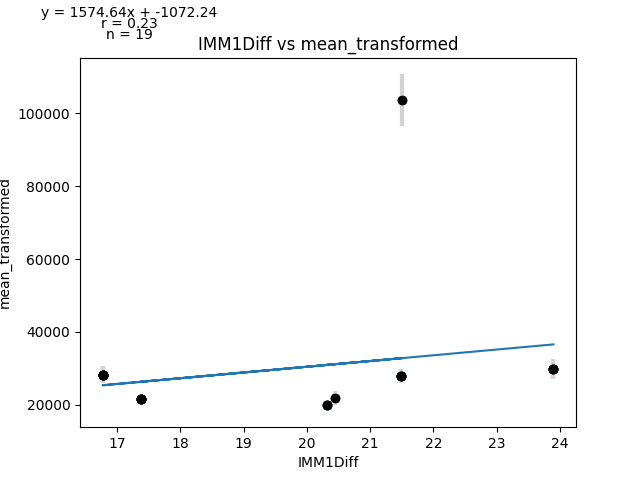 y = 1574.64x + -1072.24
r = 0.23
n = 19
IMM1Diff vs mean_transformed
mean_transformed
100000
80000
60000
40000
20000
17 18 19 20 21 22 23 24
IMM1Diff